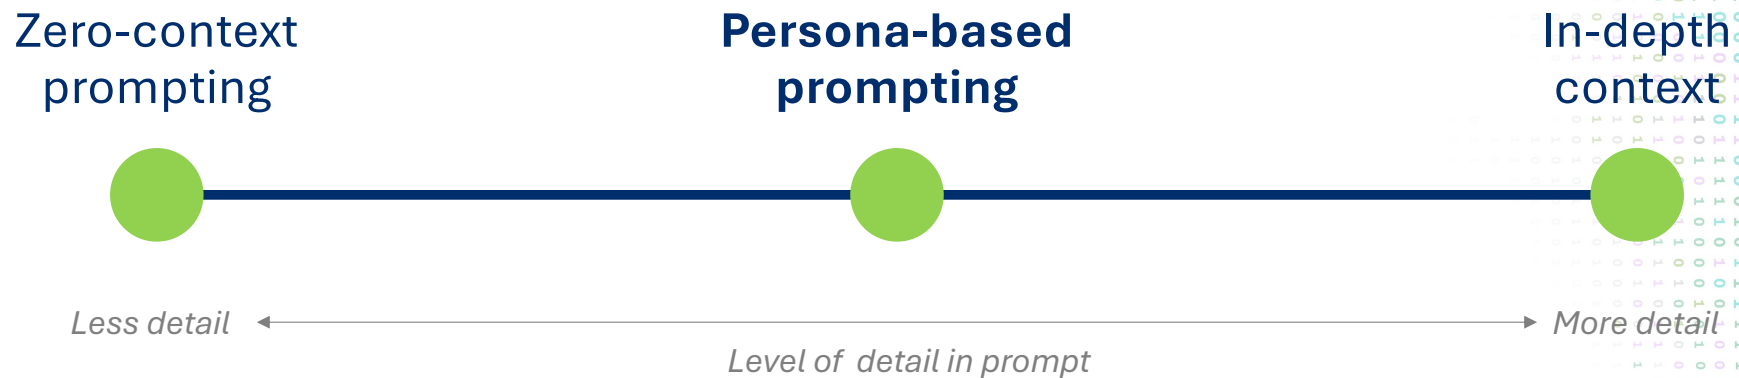 Zero-context
prompting
Persona-based
prompting
In-depth
context
Less detail
More detail
Level of detail in prompt